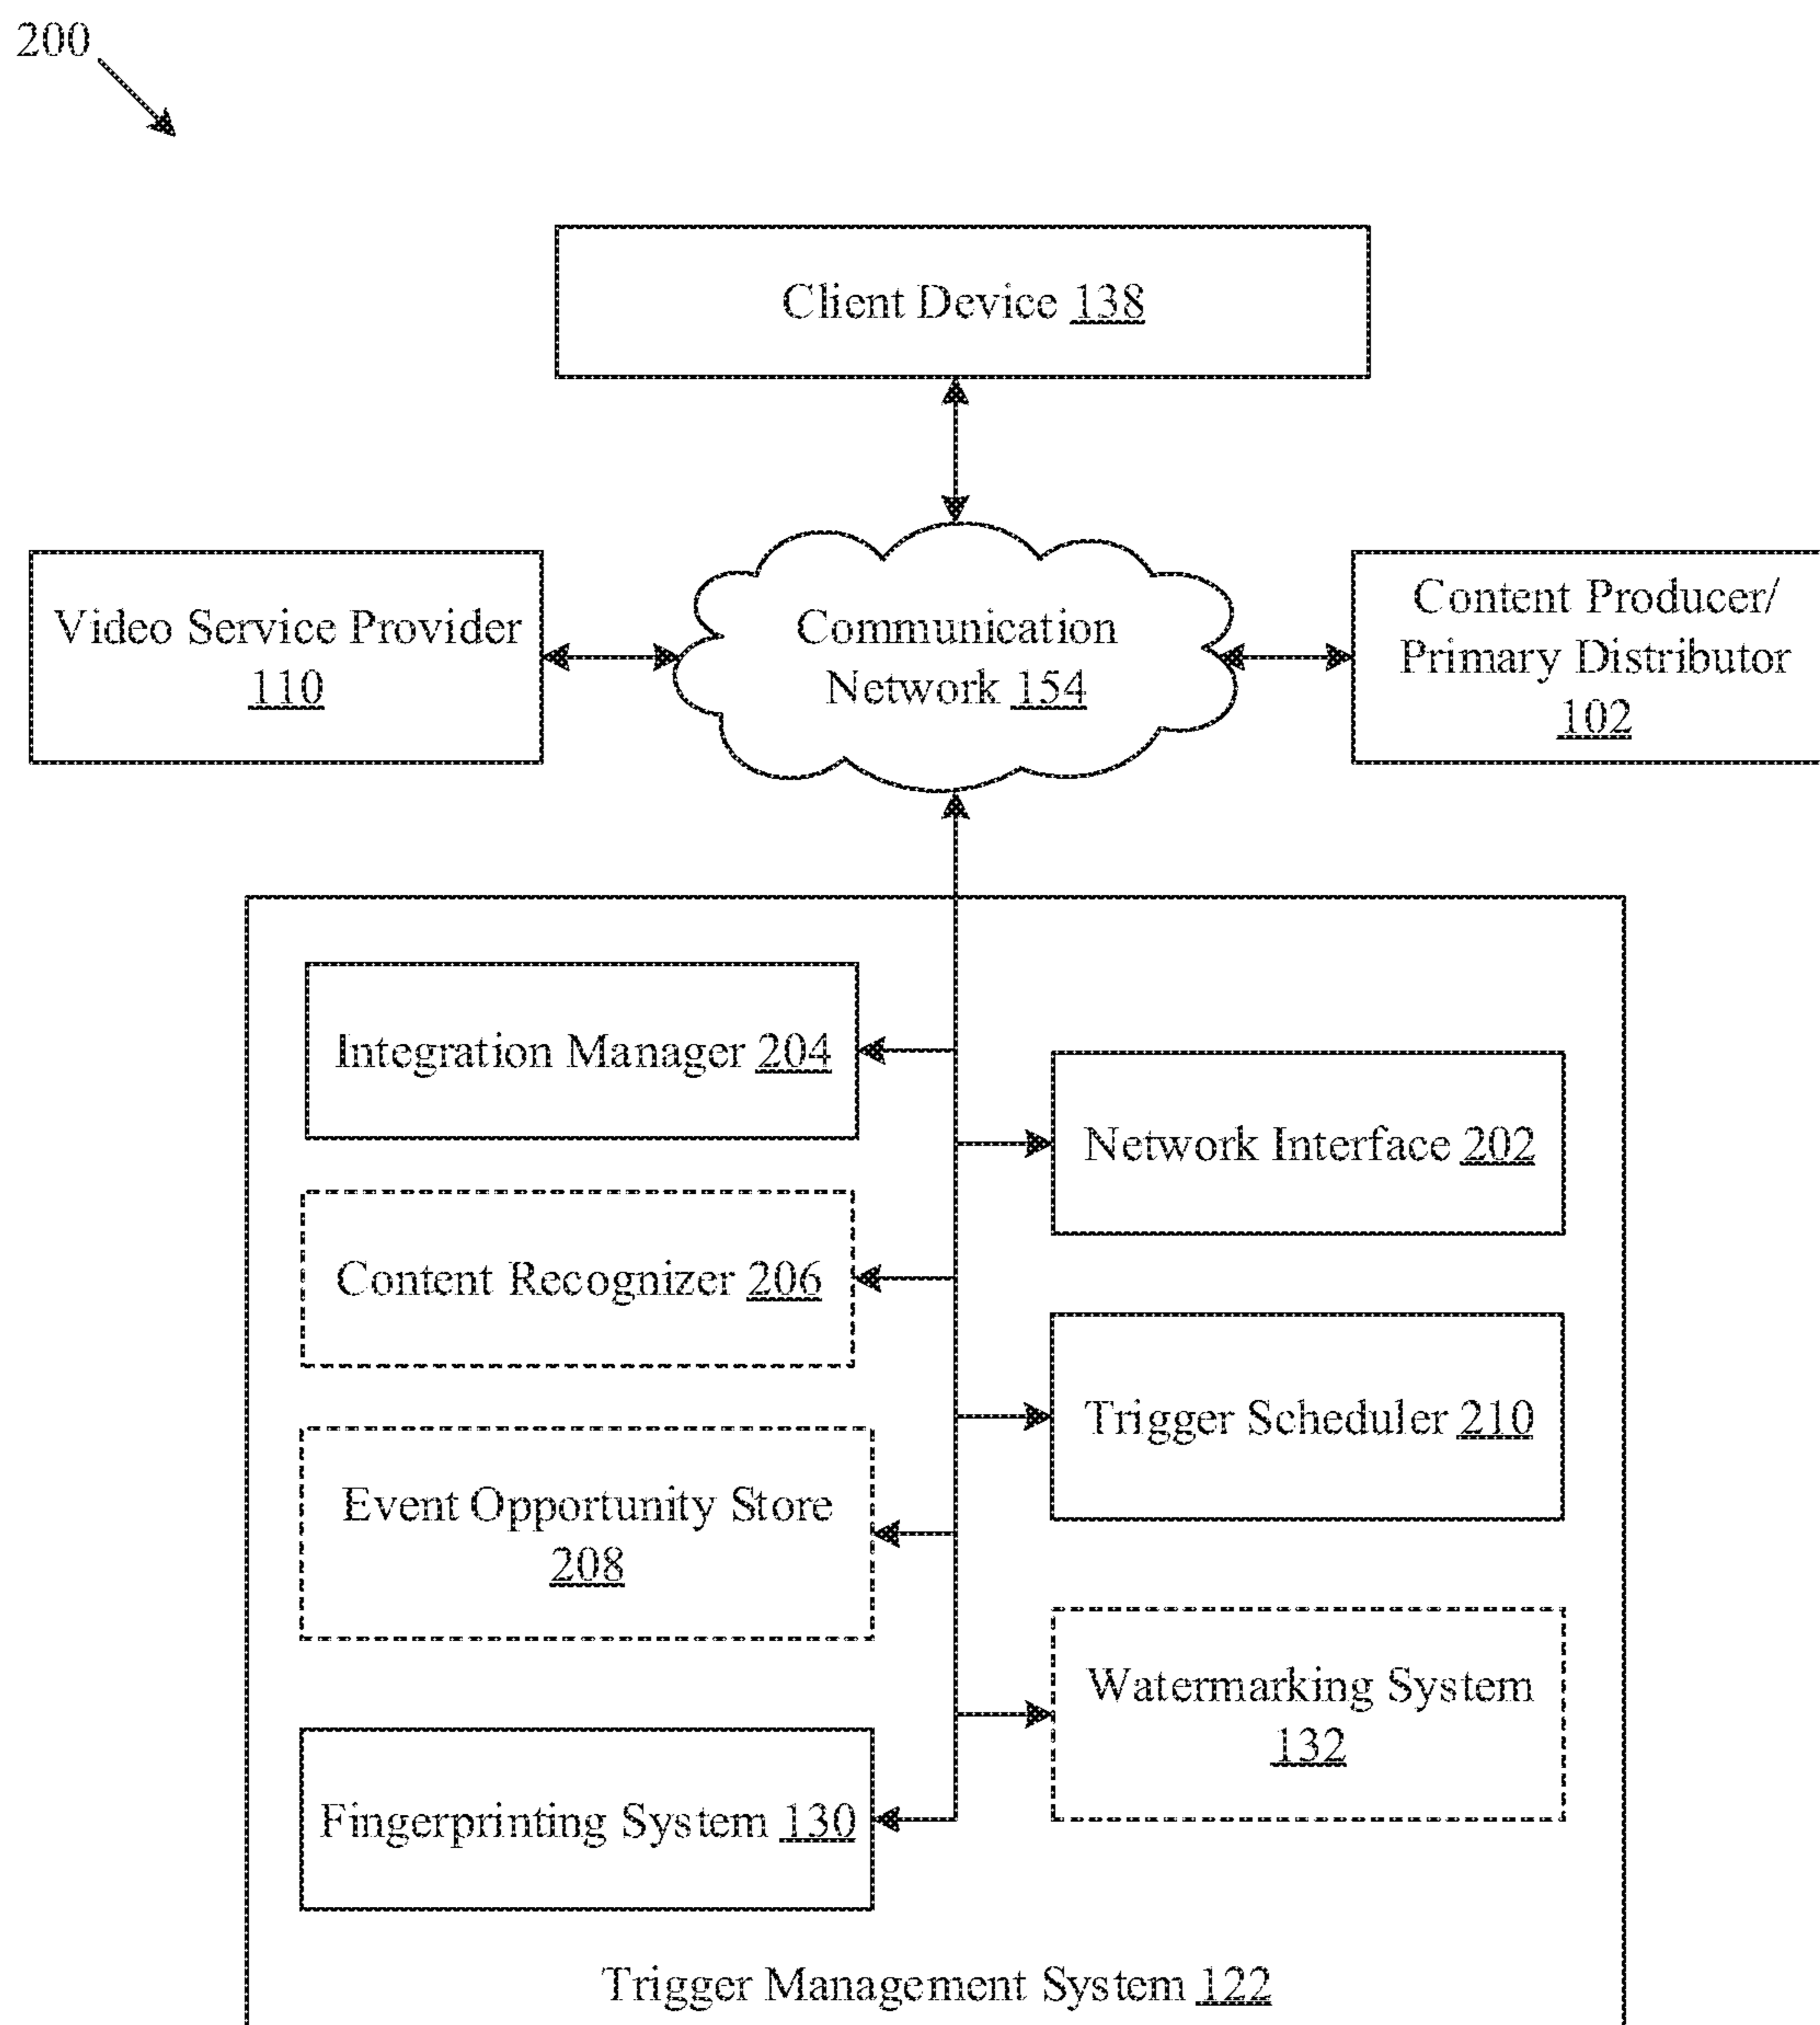 200
Client Device 138
Video Service Provider
110
Communication
Network 154
Content Producer/
Primary Distributor
102
Integration Manager 204
Network Interface 202
Content Recognizer 206
Trigger Scheduler 210
Event Opportunity Store
208
Watermarking System
132
Fingerprinting System 130
Trigger Management System 122